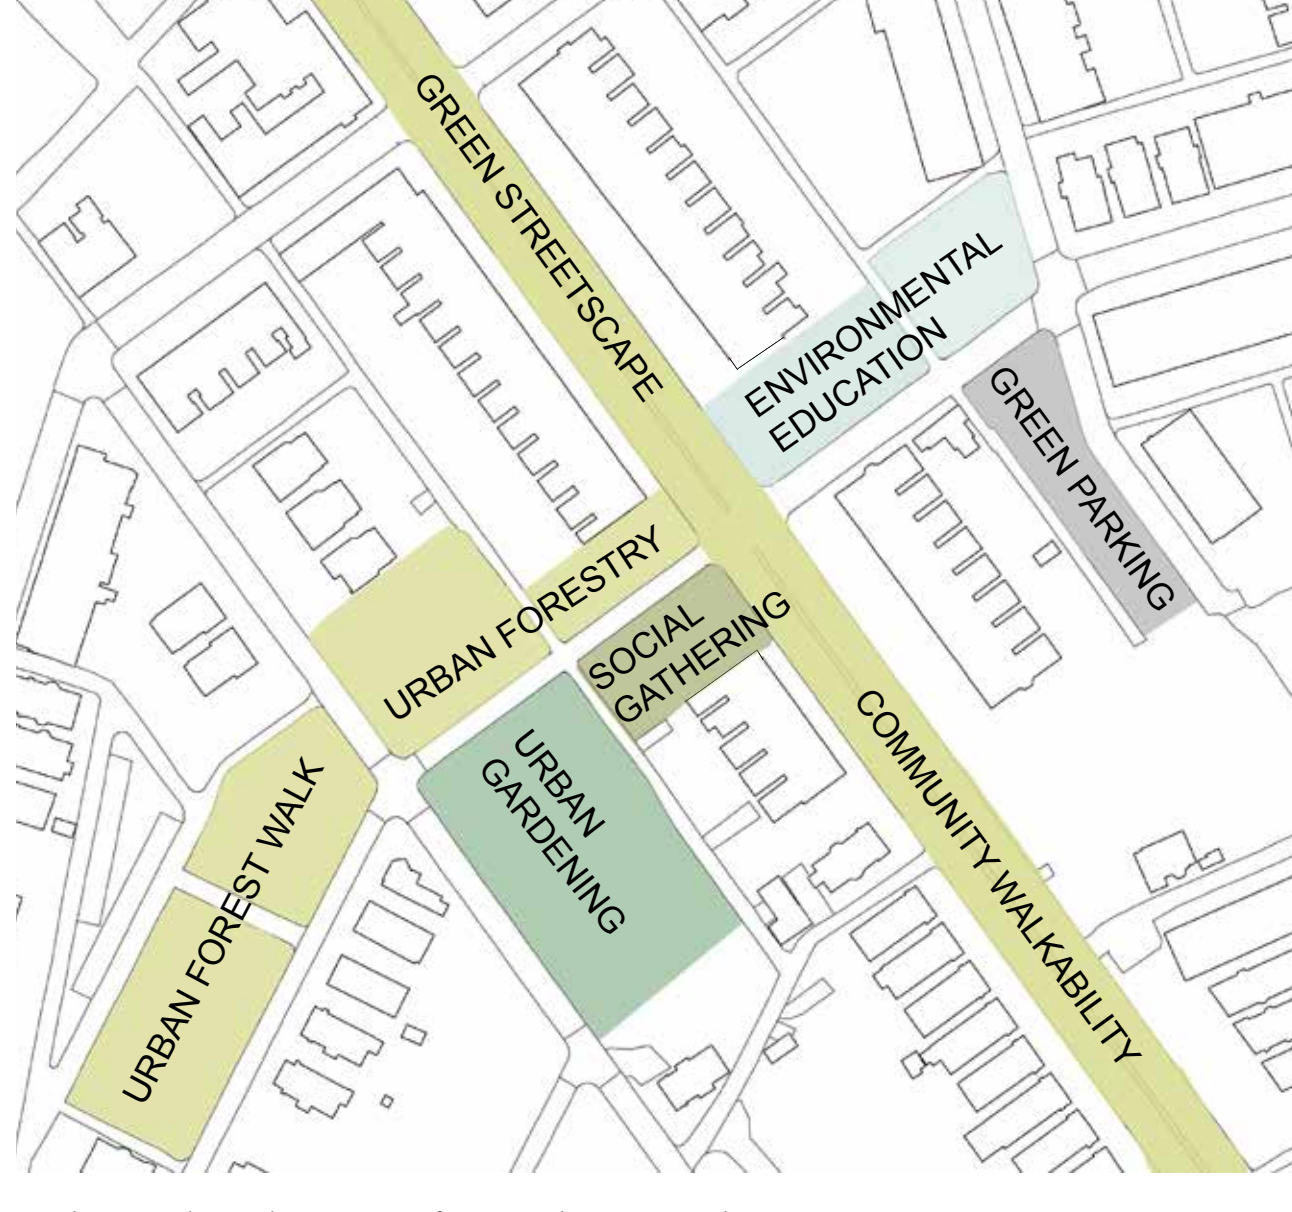 GREEN STREETSCAPE
ENVIRONMENTAL
EDUCATION
GREEN PARKING
URBAN FORESTRY
SOCIAL
GATHERING
URBAN
GARDENING
URBAN FOREST WALK
COMMUNITY WALKABILITY